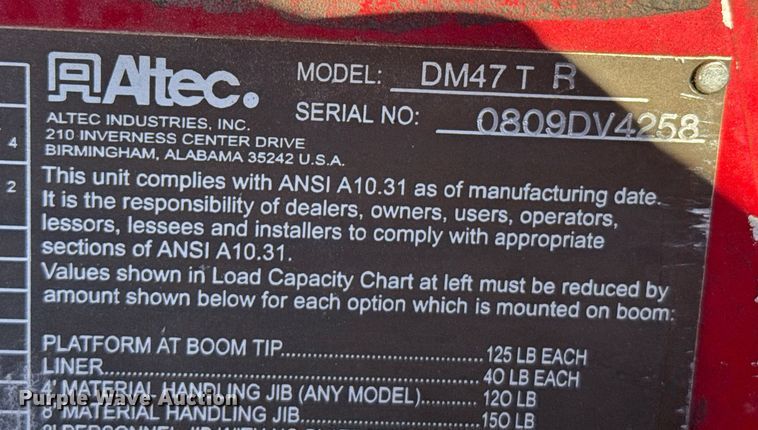 Altec. MODEL: DM47 T R
SERIAL NO: 0809DV4258
ALTEC INDUSTRIES, INC.
210 INVERNESS CENTER DRIVE
BIRMINGHAM, ALABAMA 35242 U.S.A.
4
2
This unit complies with ANSI A10.31 as of manufacturing date.
It is the responsibility of dealers, owners, users, operators,
lessors, lessees and installers to comply with appropriate
sections of ANSI A10.31.
Values shown in Load Capacity Chart at left must be reduced by
amount shown below for each option which is mounted on boom:
PLATFORM AT BOOM TIP 125 LB EACH
LINER 40 LB EACH
4' MATERIAL HANDLING JIB (ANY MODEL) 120 LB
8' MATERIAL HANDLING JIB 150 LB
Purple Wave Auction